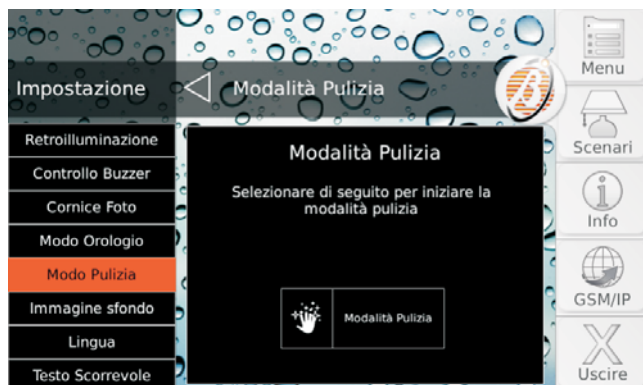 Impostazione
Modalità Pulizia
Retroilluminazione
Controllo Buzzer
Cornice Foto
Modo Orologio
Modo Pulizia
Immagine sfondo
Lingua
Testo Scorrevole
Modalità Pulizia
Selezionare di seguito per iniziare la
modalità pulizia
Modalità Pulizia
Menu
Scenari
Info
GSM/IP
Uscire